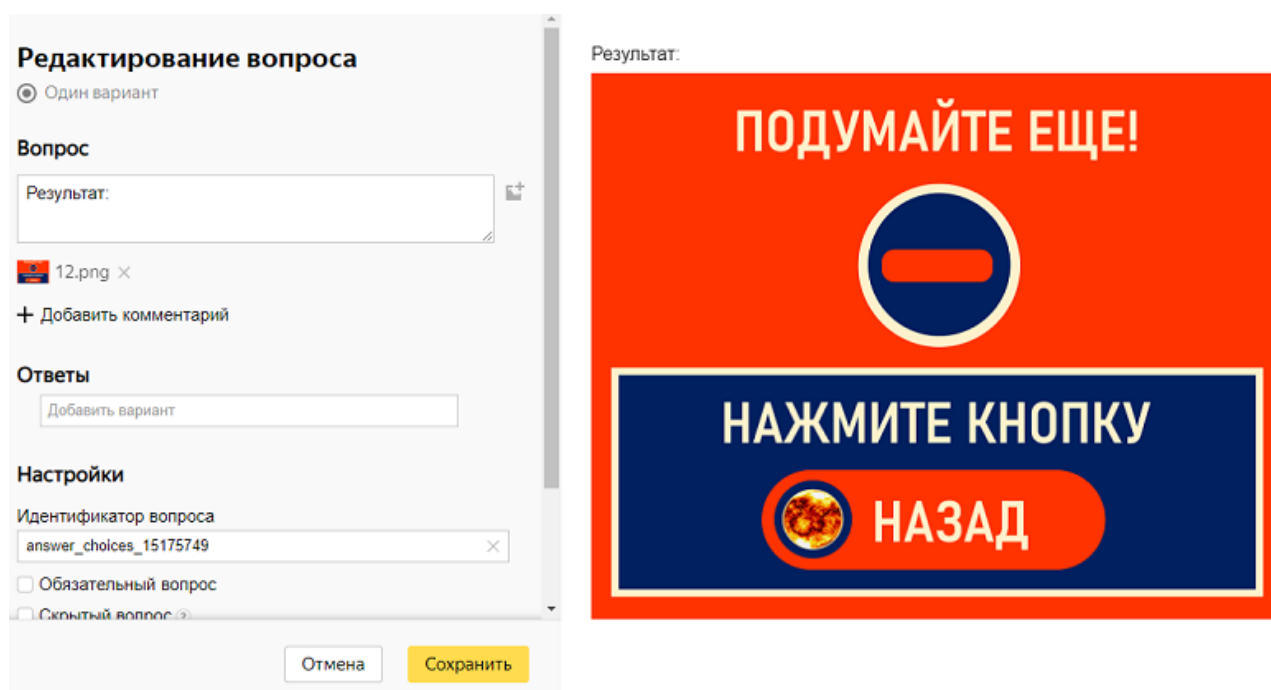 Редактирование вопроса
Один вариант
Вопрос
Результат:
12.png
Добавить комментарий
Ответы
Добавить вариант
Настройки
Идентификатор вопроса
answer_choices_15175749
Обязательный вопрос
Скрытый вопрос
Отмена
Сохранить
Результат:
ПОДУМАЙТЕ ЕЩЕ!
НАЖМИТЕ КНОПКУ
НАЗАД